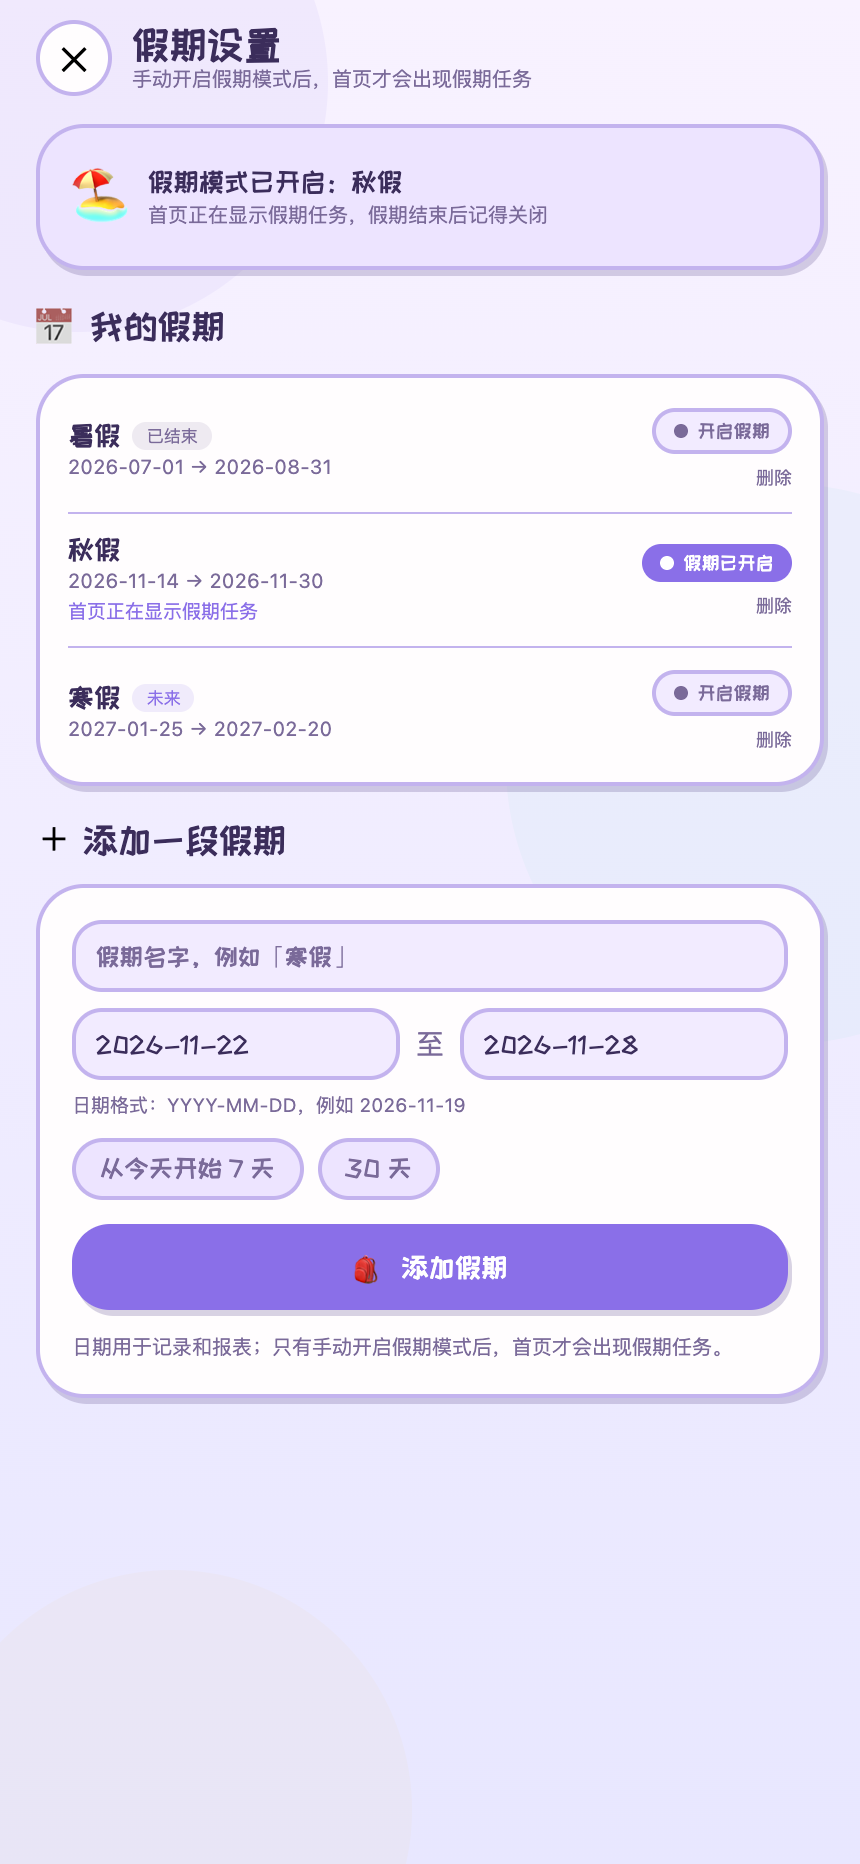 假期设置
手动开启假期模式后，首页才会出现假期任务
假期模式已开启：秋假
首页正在显示假期任务，假期结束后记得关闭
JUL 17 我的假期
暑假 已结束 开启假期
2026-07-01 → 2026-08-31
删除
秋假
2026-11-14 → 2026-11-30
假期已开启
首页正在显示假期任务
删除
寒假 未来 开启假期
2027-01-25 → 2027-02-20
删除
＋ 添加一段假期
假期名字，例如「寒假」
2026-11-22 至 2026-11-28
日期格式：YYYY-MM-DD，例如 2026-11-19
从今天开始 7 天 30 天
添加假期
日期用于记录和报表；只有手动开启假期模式后，首页才会出现假期任务。